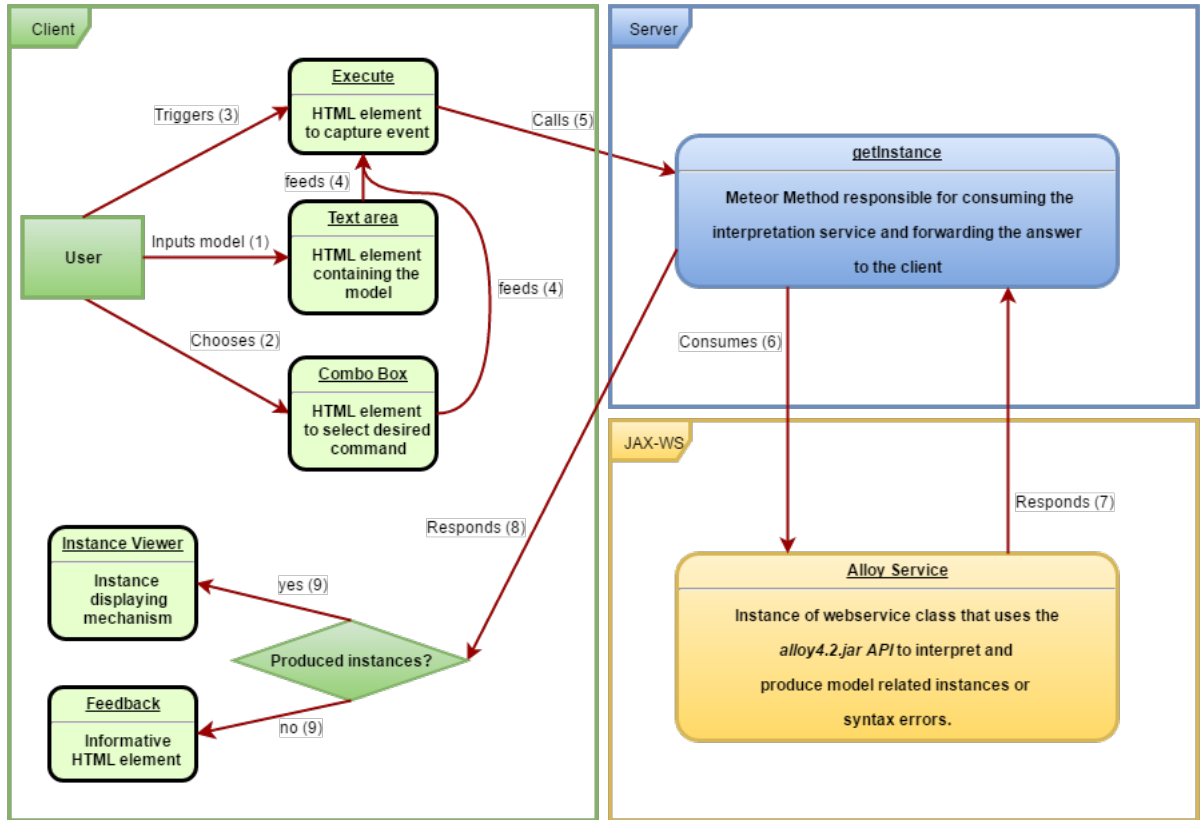 Client
Execute
HTML element
to capture event
Triggers (3)
feeds (4)
Text area
HTML element
containing the
model
User
Inputs model (1)
feeds (4)
Chooses (2)
Combo Box
HTML element
to select desired
command
Responds (8)
Instance Viewer
Instance
displaying
mechanism
yes (9)
Produced instances?
Feedback
Informative
HTML element
no (9)
Server
Calls (5)
getInstance
Meteor Method responsible for consuming the
interpretation service and forwarding the answer
to the client
Consumes (6)
JAX-WS
Responds (7)
Alloy Service
Instance of webservice class that uses the
alloy4.2.jar API to interpret and
produce model related instances or
syntax errors.